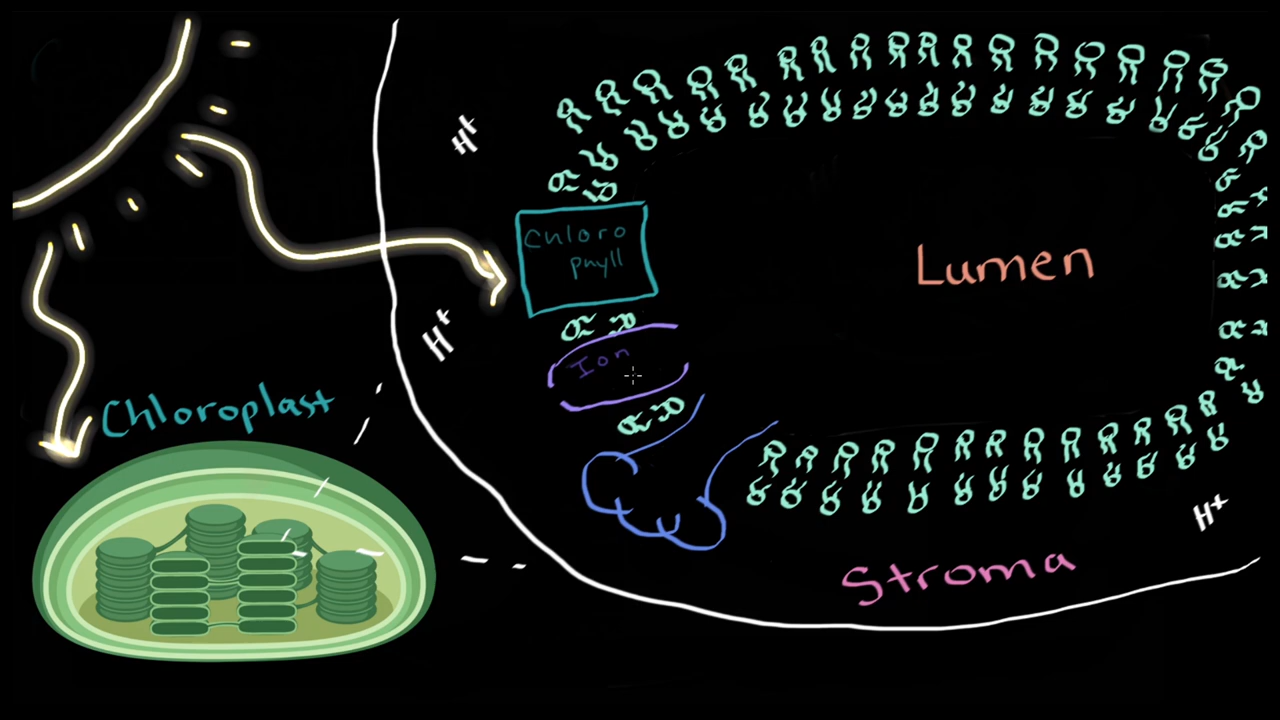 H+
Chloro
phyll
Lumen
H+
Ion
Chloroplast
H+
Stroma